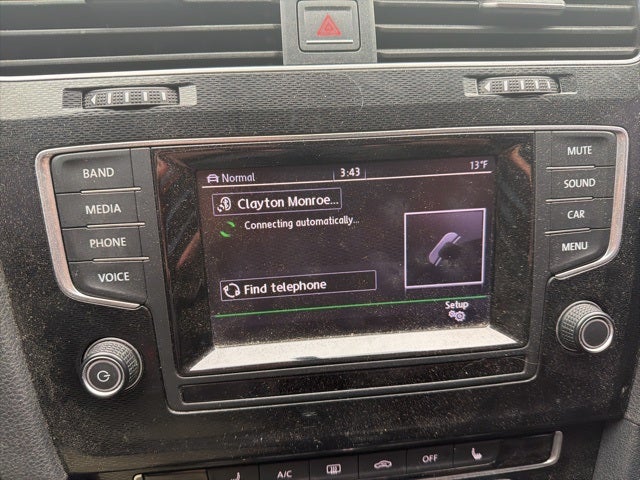 BAND
MEDIA
PHONE
VOICE
Normal 3:43 13°F
Clayton Monroe...
Connecting automatically...
Find telephone
Setup
MUTE
SOUND
CAR
MENU
A/C
OFF